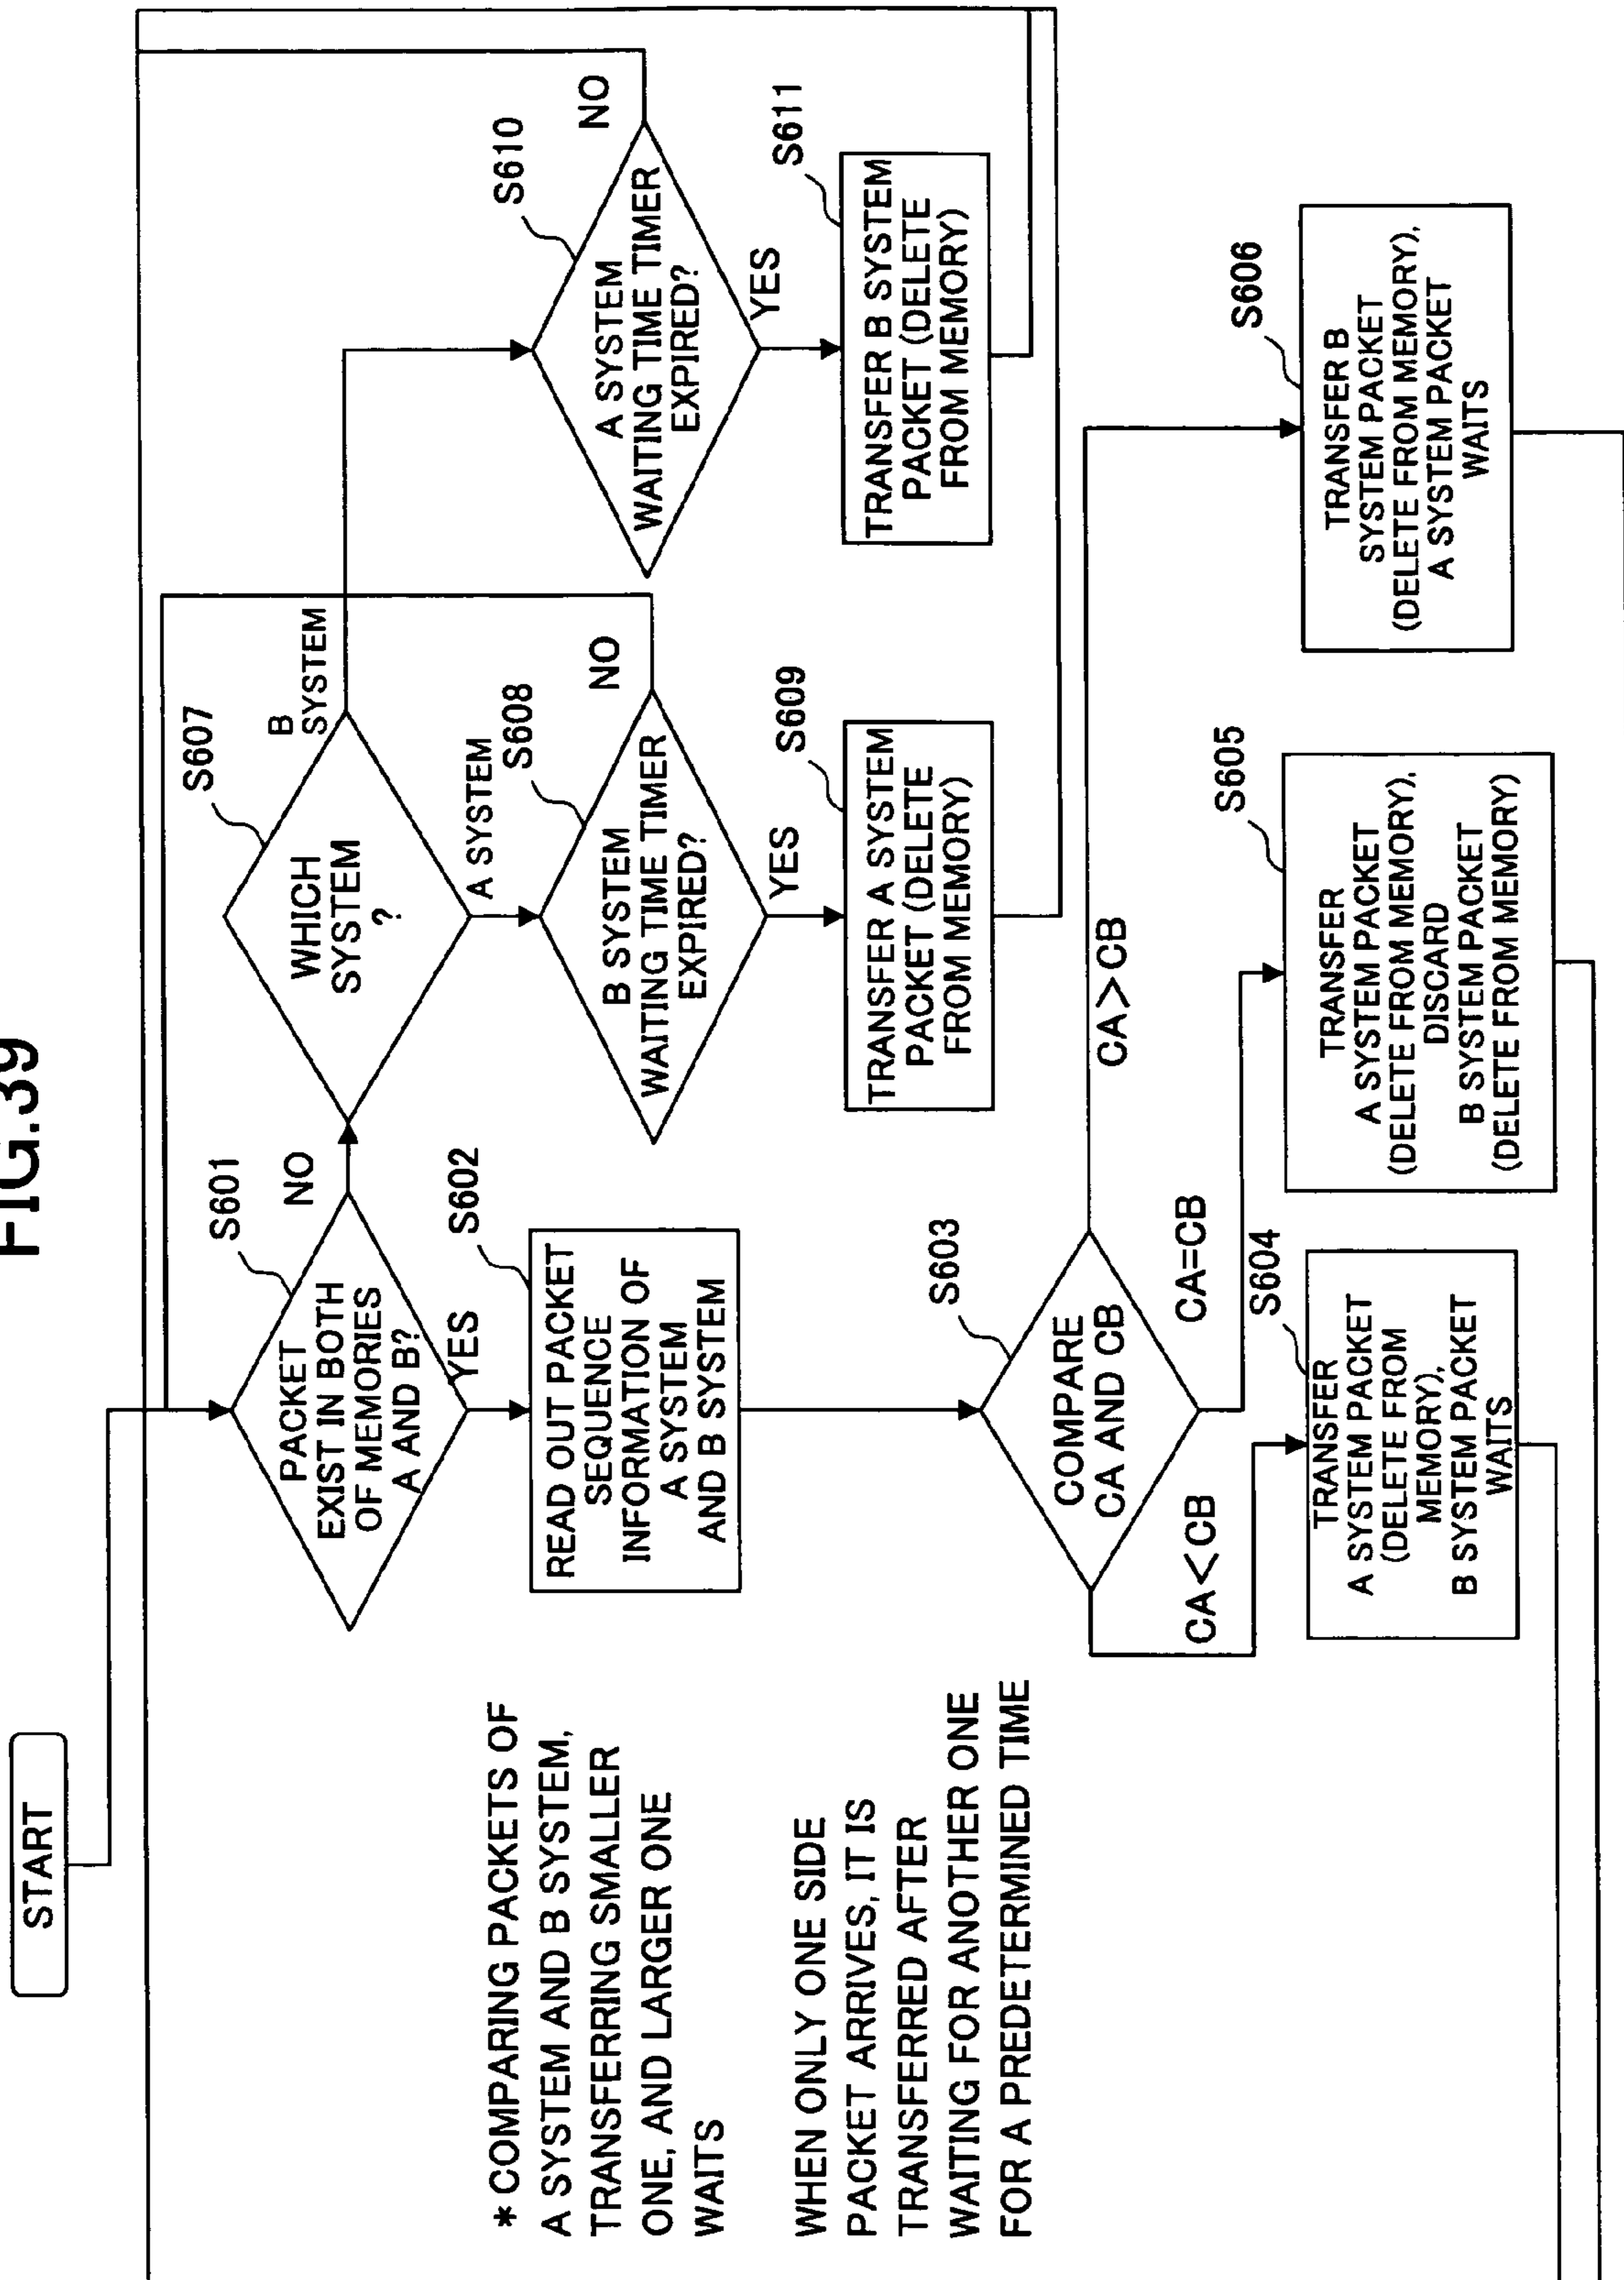 FIG.39
START
S601
PACKET
EXIST IN BOTH
OF MEMORIES
A AND B?
NO
YES
S602
READ OUT PACKET
SEQUENCE
INFORMATION OF
A SYSTEM
AND B SYSTEM
S607
WHICH
SYSTEM
?
B
SYSTEM
A SYSTEM
S608
B SYSTEM
WAITING TIME TIMER
EXPIRED?
NO
YES
S609
TRANSFER A SYSTEM
PACKET (DELETE
FROM MEMORY)
S610
A SYSTEM
WAITING TIME TIMER
EXPIRED?
NO
YES
S611
TRANSFER B SYSTEM
PACKET (DELETE
FROM MEMORY)
* COMPARING PACKETS OF
A SYSTEM AND B SYSTEM,
TRANSFERRING SMALLER
ONE, AND LARGER ONE
WAITS
WHEN ONLY ONE SIDE
PACKET ARRIVES, IT IS
TRANSFERRED AFTER
WAITING FOR ANOTHER ONE
FOR A PREDETERMINED TIME
S603
COMPARE
CA AND CB
CA<CB
CA=CB
CA>CB
S604
TRANSFER
A SYSTEM PACKET
(DELETE FROM
MEMORY),
B SYSTEM PACKET
WAITS
S605
TRANSFER
A SYSTEM PACKET
(DELETE FROM MEMORY),
DISCARD
B SYSTEM PACKET
(DELETE FROM MEMORY)
S606
TRANSFER B
SYSTEM PACKET
(DELETE FROM MEMORY),
A SYSTEM PACKET
WAITS